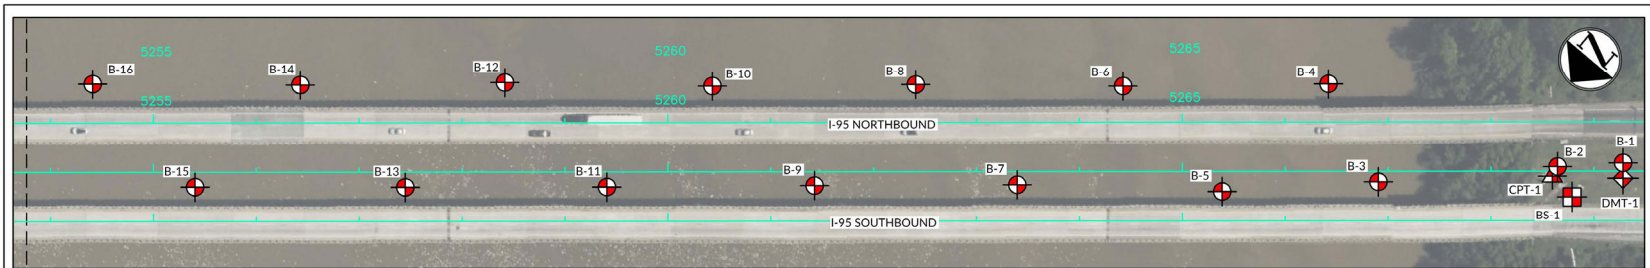 5255
5260
5265
B-16
B-14
B-12
B-10
B-8
B-6
B-4
5255
5260
5265
I-95 NORTHBOUND
B-15
B-13
B-11
B-9
B-7
B-5
B-3
B-2
B-1
CPT-1
DMT-1
BS-1
I-95 SOUTHBOUND